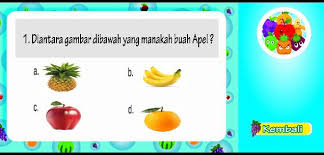 1. Diantara gambar dibawah yang manakah buah Apel ?
a.
b.
c.
d.
Kembali